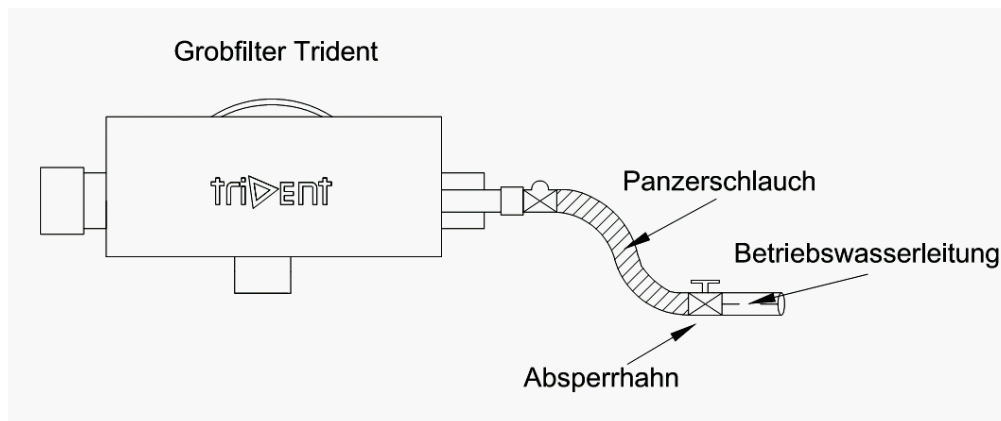 Grobfilter Trident
triDEnt
Panzerschlauch
Betriebswasserleitung
Absperrhahn